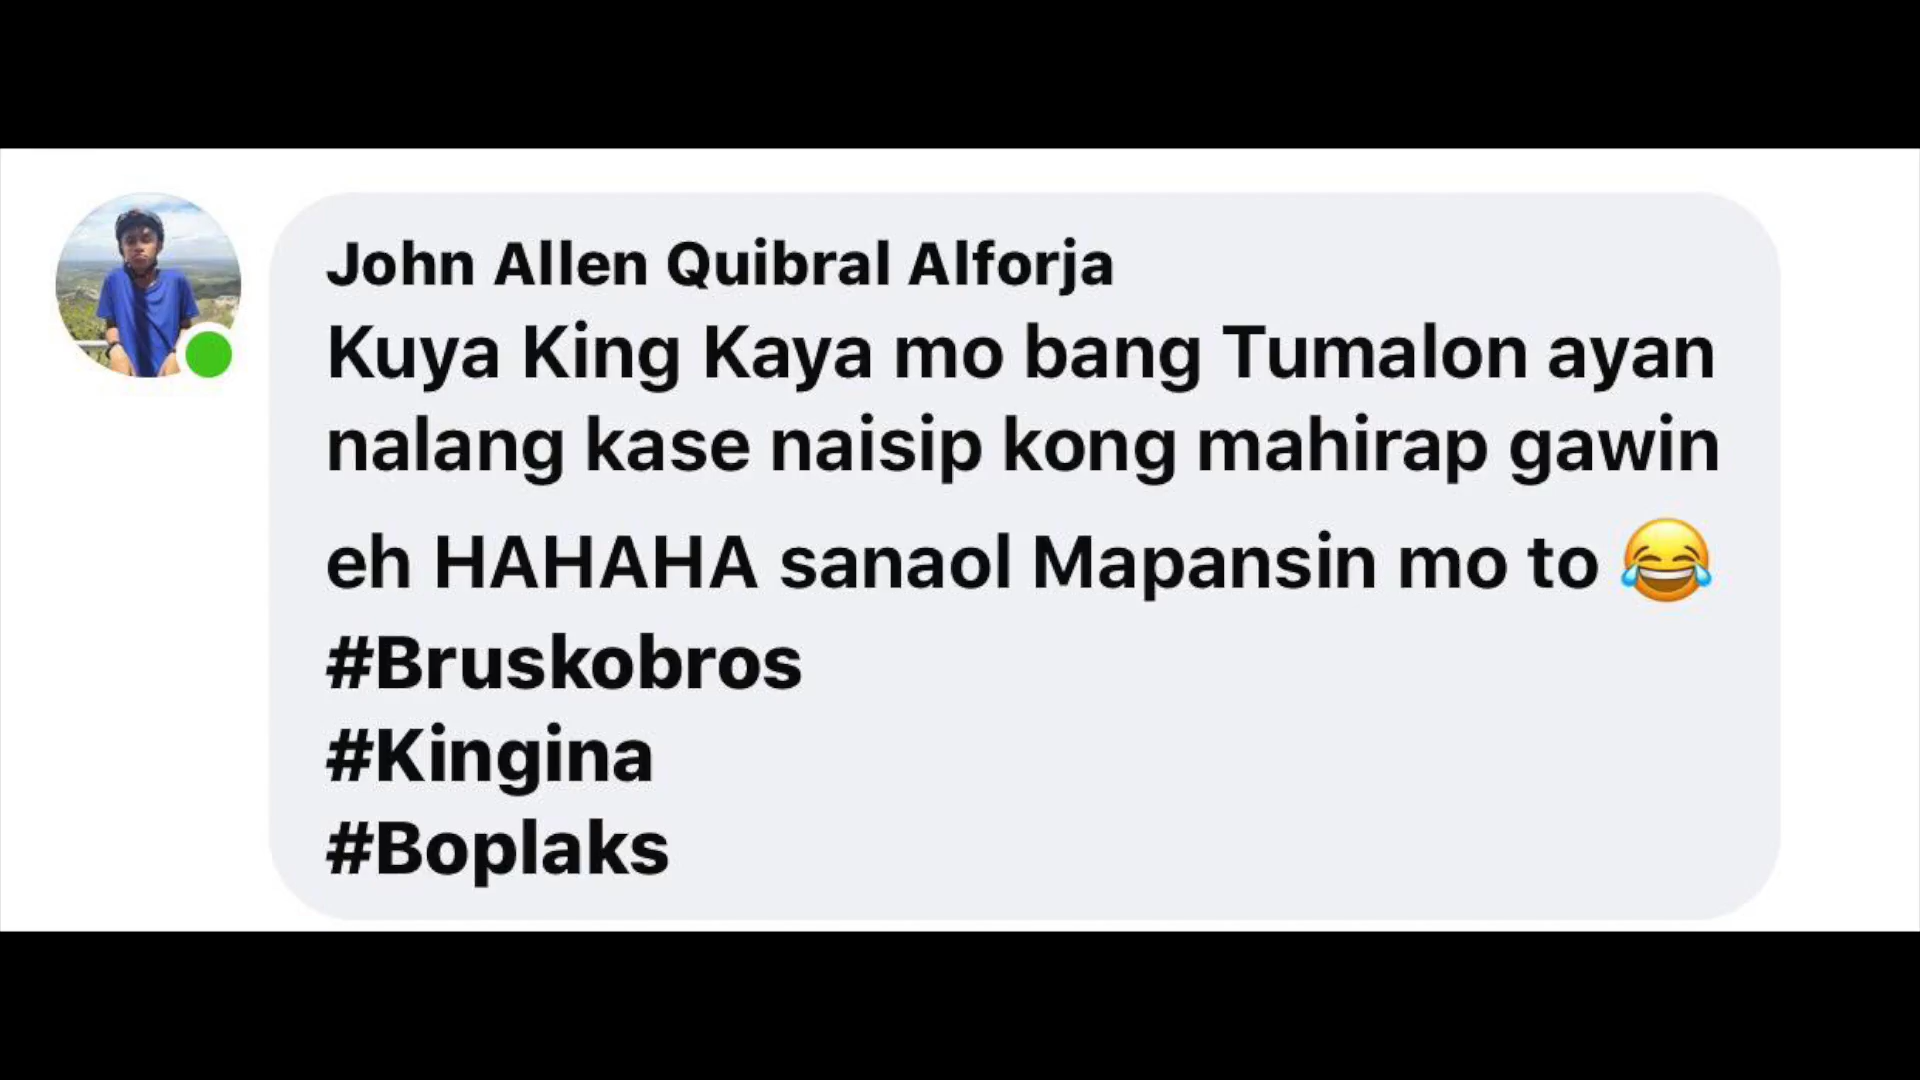 John Allen Quibral Alforja
Kuya King Kaya mo bang Tumalon ayan
nalang kase naisip kong mahirap gawin
eh HAHAHA sanaol Mapansin mo to 😂
#Bruskobros
#Kingina
#Boplaks